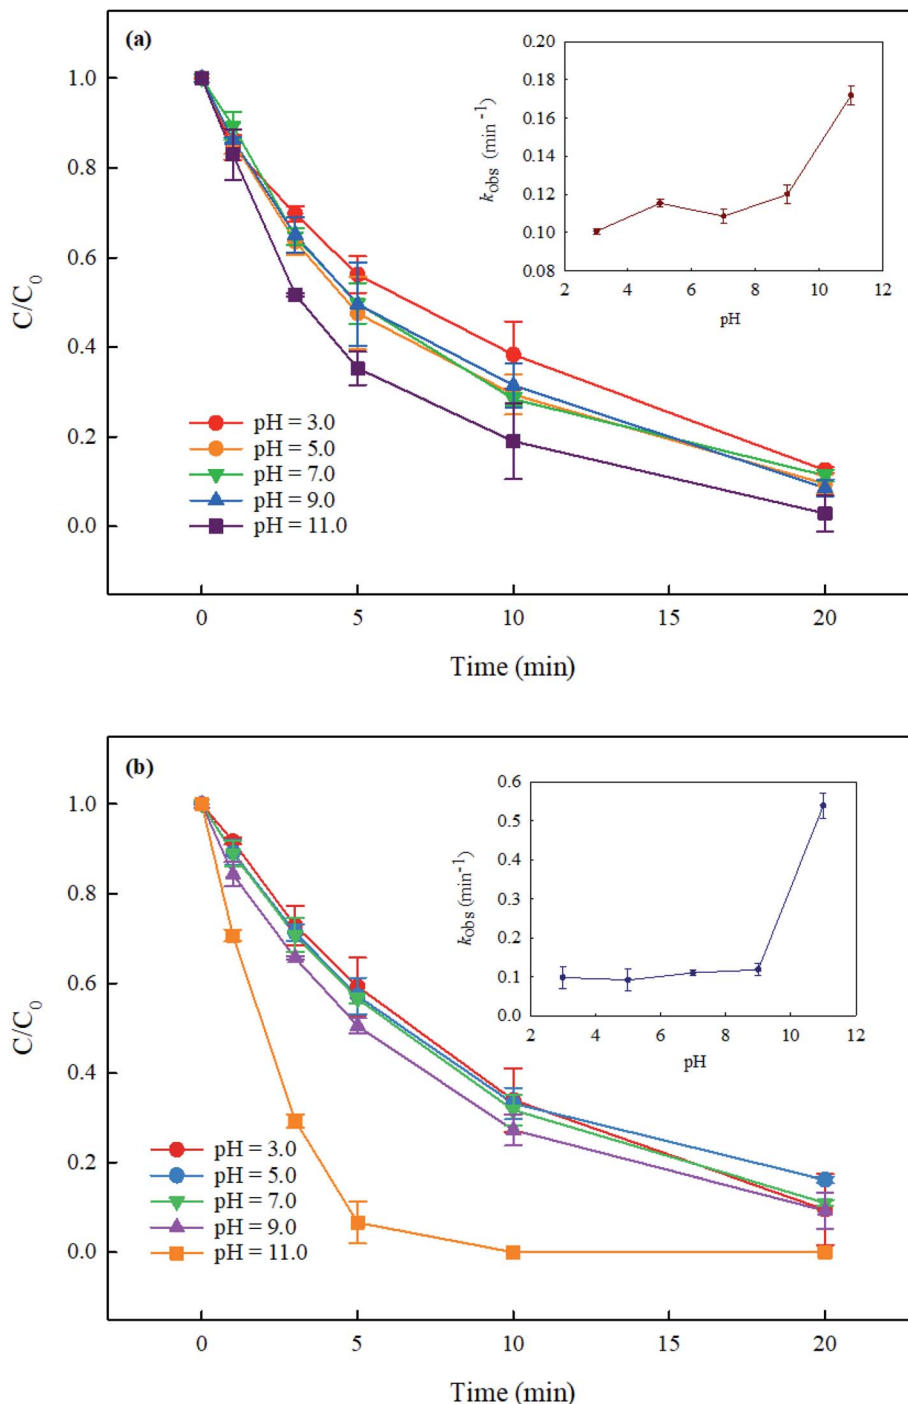 (a)
1.0
0.8
0.6
0.4
0.2
0.0
C/C₀
0.20
0.18
0.16
0.14
0.12
0.10
0.08
k_obs (min⁻¹)
2 4 6 8 10 12
pH
pH = 3.0
pH = 5.0
pH = 7.0
pH = 9.0
pH = 11.0
0 5 10 15 20
Time (min)
(b)
1.0
0.8
0.6
0.4
0.2
0.0
C/C₀
0.6
0.5
0.4
0.3
0.2
0.1
0.0
k_obs (min⁻¹)
2 4 6 8 10 12
pH
pH = 3.0
pH = 5.0
pH = 7.0
pH = 9.0
pH = 11.0
0 5 10 15 20
Time (min)